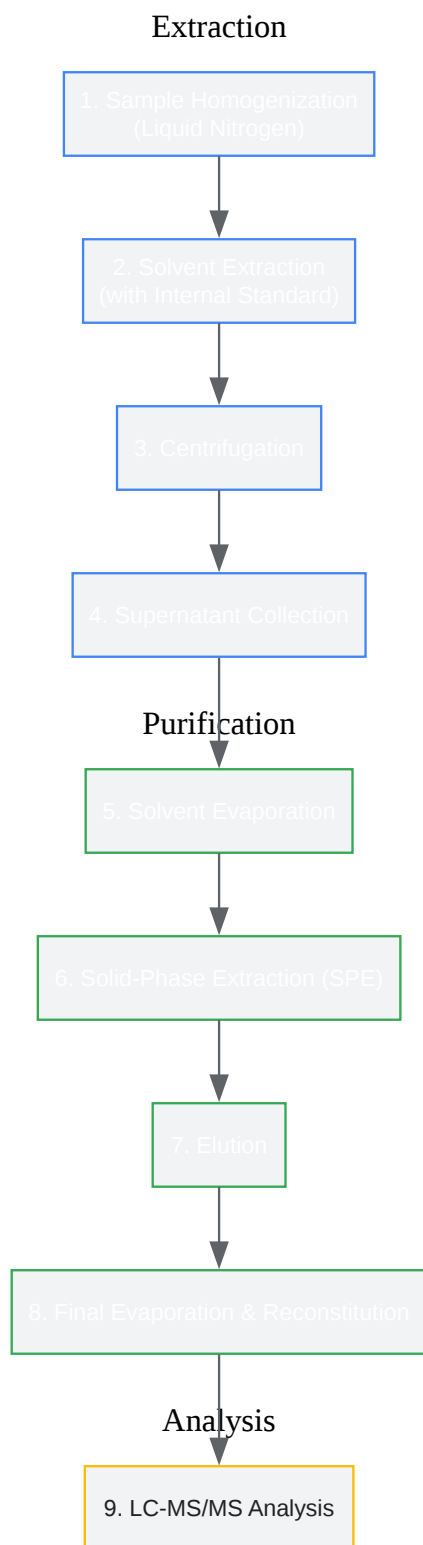 Extraction
1. Sample Homogenization
(Liquid Nitrogen)
2. Solvent Extraction
(with Internal Standard)
3. Centrifugation
4. Supernatant Collection
Purification
5. Solvent Evaporation
6. Solid-Phase Extraction (SPE)
7. Elution
8. Final Evaporation & Reconstitution
Analysis
9. LC-MS/MS Analysis